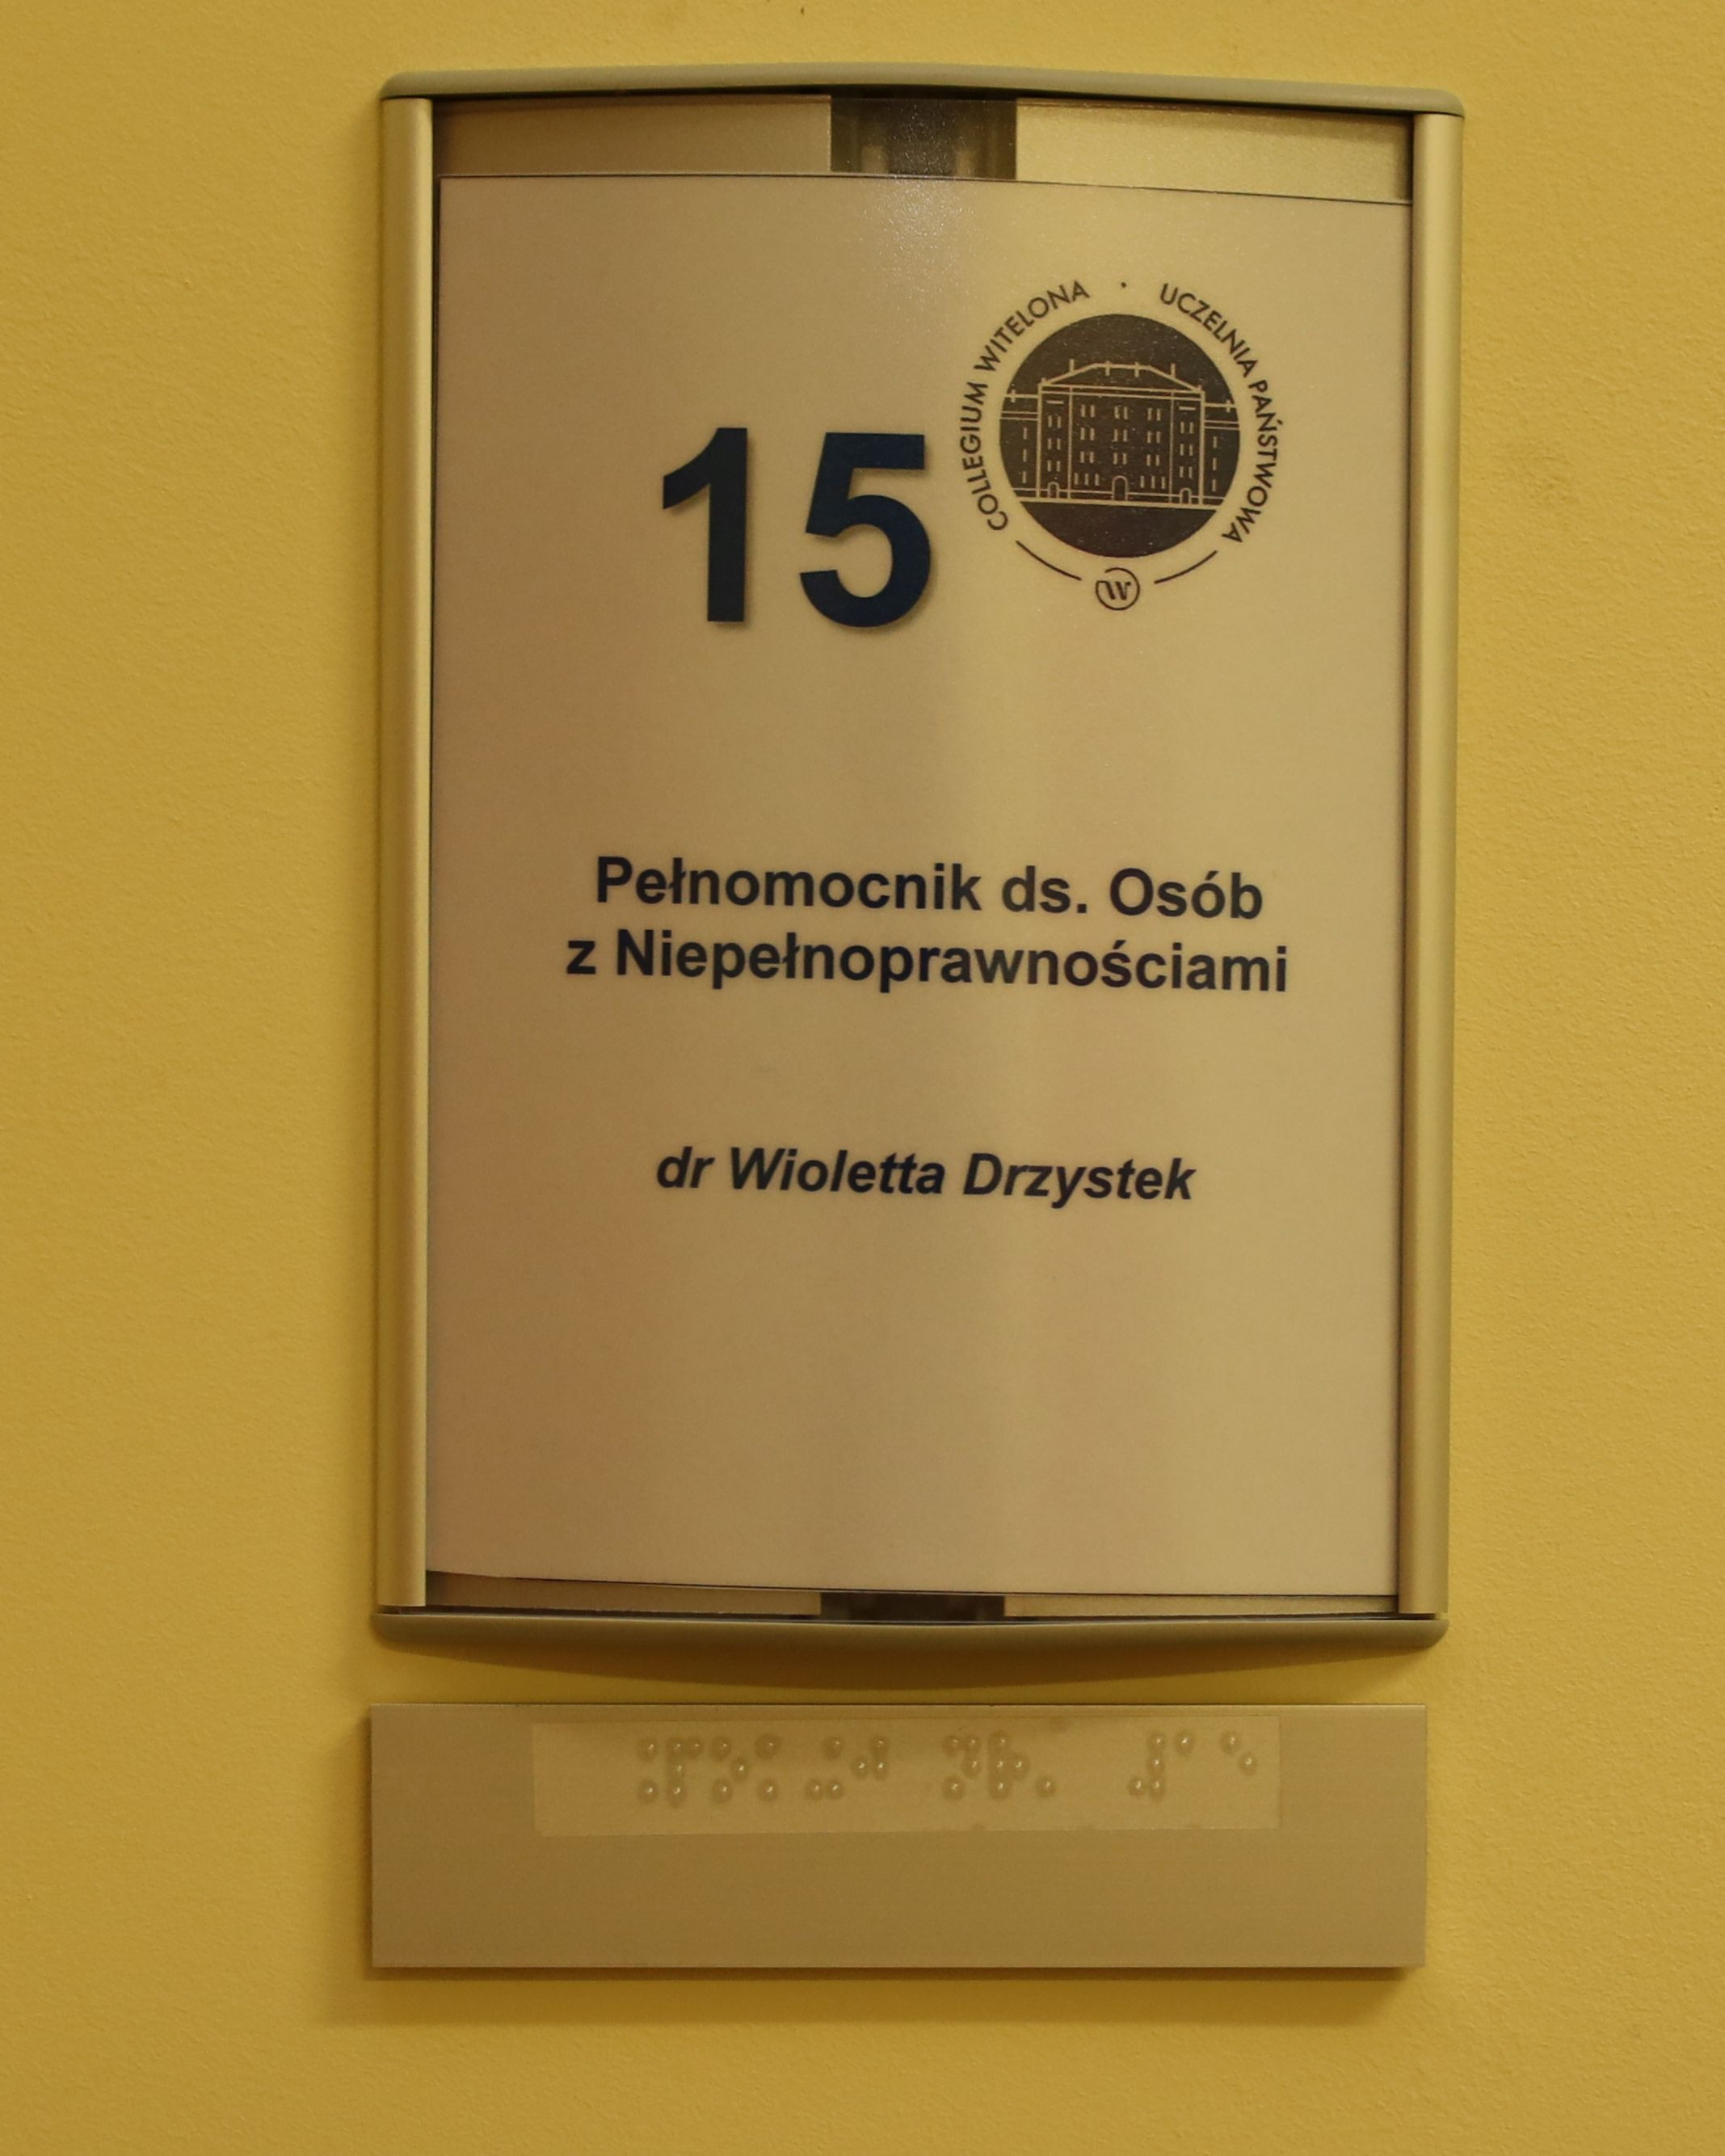 COLLEGIUM WITELONA · UCZELNIA PAŃSTWOWA
W
15
Pełnomocnik ds. Osób
z Niepełnoprawnościami
dr Wioletta Drzystek